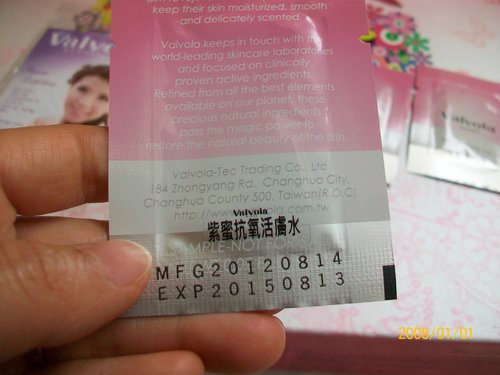 keep their skin moisturized, smooth
and delicately scented.
Valvola keeps in touch with the
world-leading skincare laboratories
and focused on clinically
proven active ingredients.
Refined from all the best elements
available on our planet, these
precious natural ingredients
pass the magic power to
restore the natural beauty of the skin.
Valvola-Tec Trading Co., Ltd
184 Zhongyang Rd., Changhua City,
Changhua County 500, Taiwan(R.O.C)
Valvola
紫蜜抗氧活膚水
MFG20120814
EXP20150813
Valvola
Valvola
2008/01/01